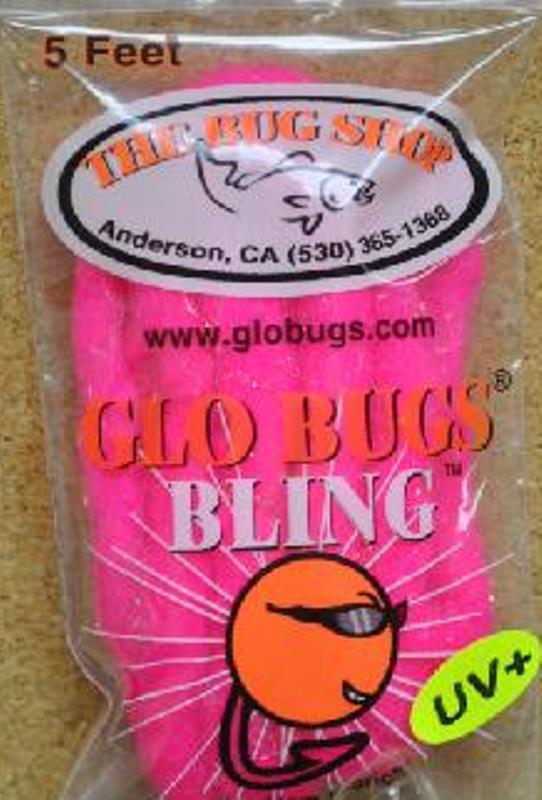 5 Feet
THE BUG SHOP
Anderson, CA (530) 365-1368
www.globugs.com
GLO BUGS®
BLING™
UV+